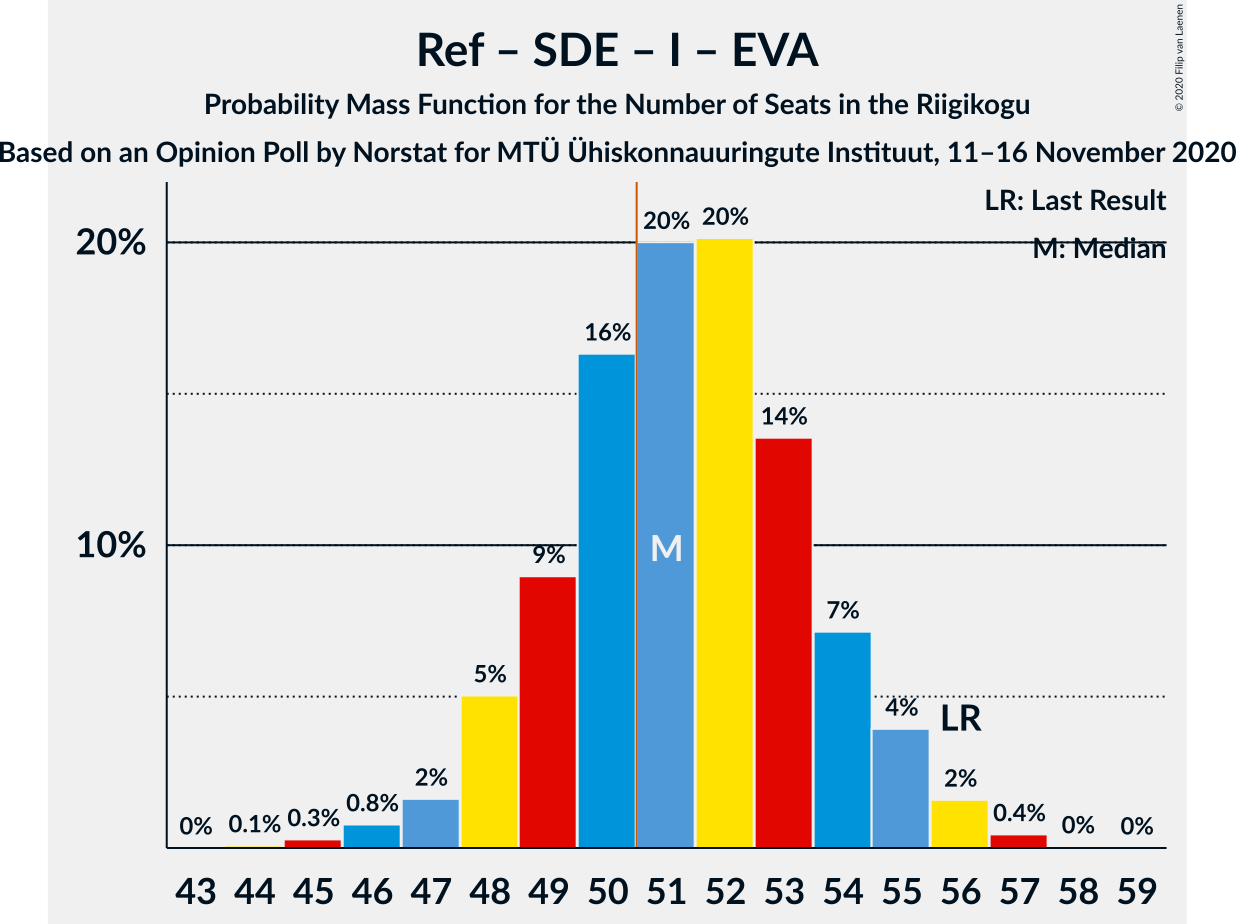 Ref – SDE – I – EVA
Probability Mass Function for the Number of Seats in the Riigikogu
Based on an Opinion Poll by Norstat for MTÜ Ühiskonnauuringute Instituut, 11–16 November 2020
© 2020 Filip van Laenen
LR: Last Result
M: Median
20%
10%
0%
0.1%
0.3%
0.8%
2%
5%
9%
16%
20%
20%
14%
7%
4%
2%
0.4%
0%
0%
M
LR
43 44 45 46 47 48 49 50 51 52 53 54 55 56 57 58 59